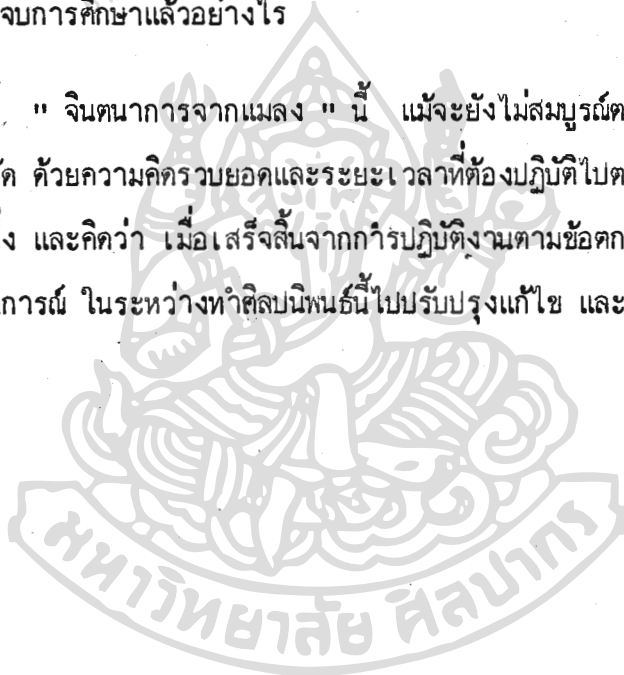 จบการศึกษาแล้วอย่างไร
" จินตนาการจากแมลง " นี้ แม้จะยังไม่สมบูรณ์ต
ด้วยความคิดรวบยอดและระยะเวลาที่ต้องปฏิบัติไปต
และคิดว่า เมื่อเสร็จสิ้นจากการปฏิบัติงานตามข้อตก
การณ์ ในระหว่างทำศิลปนิพนธ์นี้ไปปรับปรุงแก้ไข และ
มหาวิทยาลัย ศิลปากร